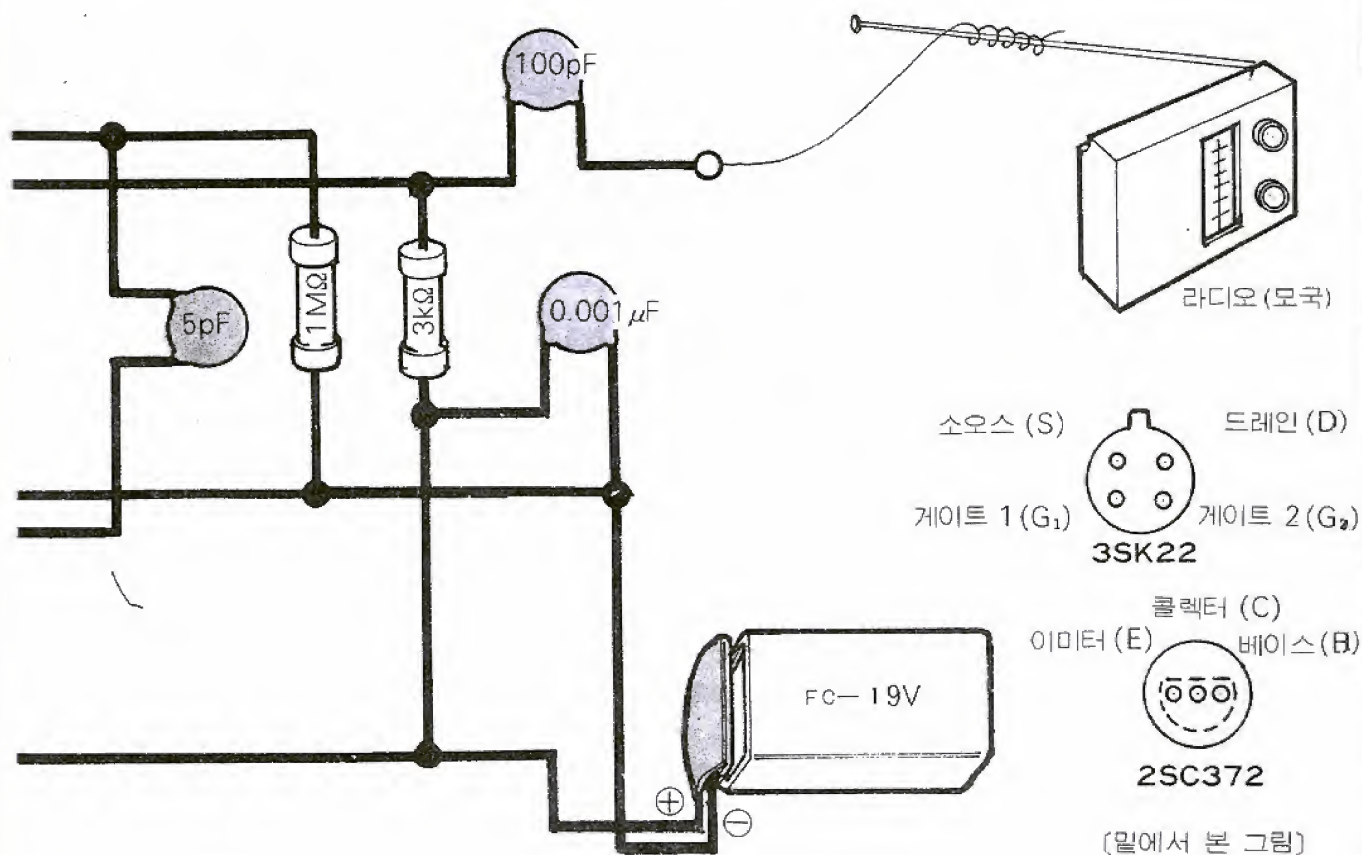 100pF
5pF
1MΩ
3kΩ
0.001μF
라디오(모국)
소오스 (S)
드레인 (D)
게이트 1 (G₁)
게이트 2 (G₂)
3SK22
콜렉터 (C)
이미터 (E)
베이스 (B)
2SC372
FC-19V
⊕
⊖
[밑에서 본 그림]